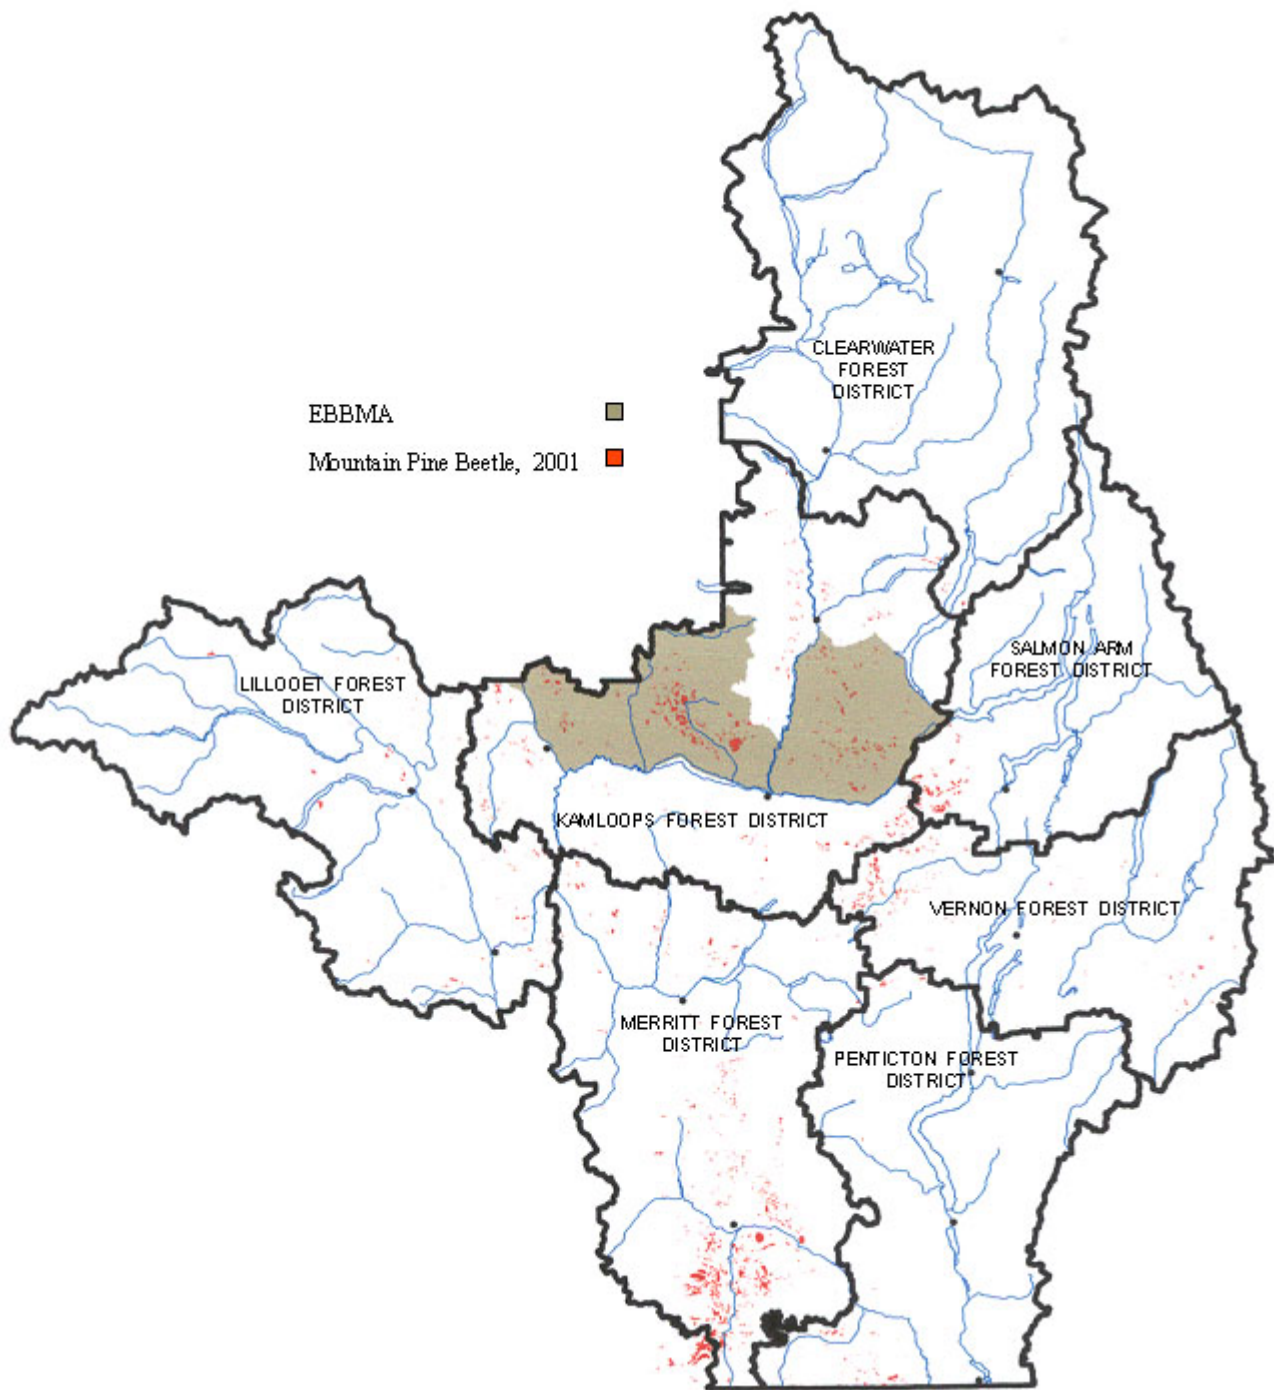 CLEARWATER
FOREST
DISTRICT
EBBMA
Mountain Pine Beetle, 2001
SALMON ARM
FOREST DISTRICT
LILLOOET FOREST
DISTRICT
KAMLOOPS FOREST DISTRICT
VERNON FOREST DISTRICT
MERRITT FOREST
DISTRICT
PENTICTON FOREST
DISTRICT